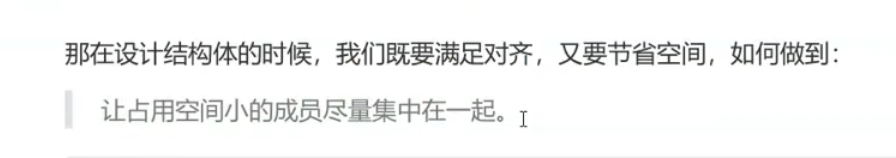 那在设计结构体的时候，我们既要满足对齐，又要节省空间，如何做到：
让占用空间小的成员尽量集中在一起。